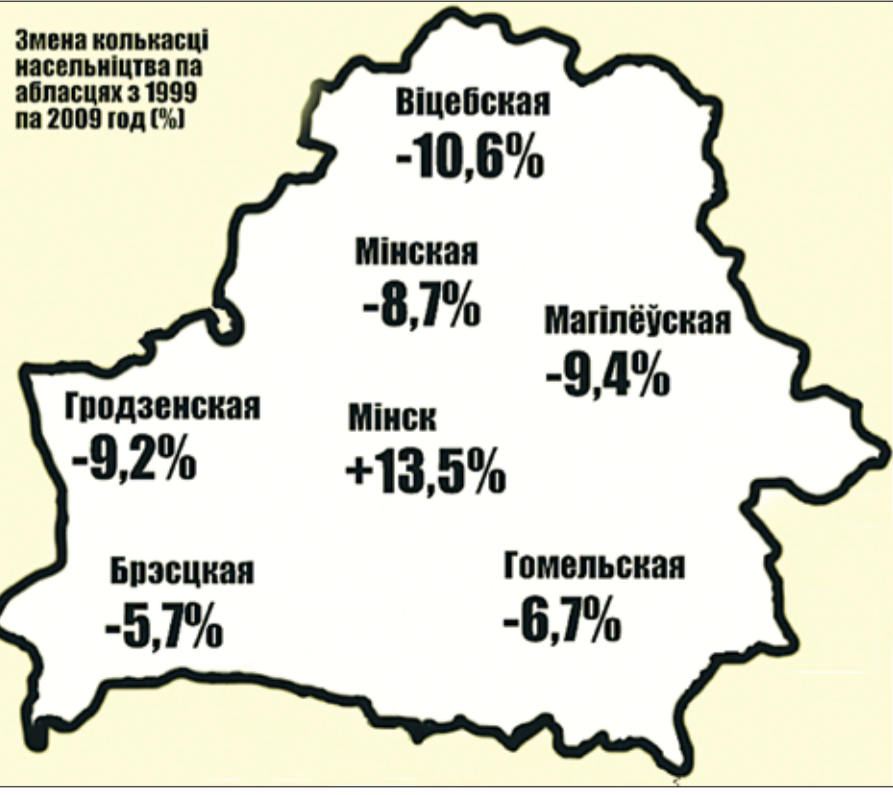 Змена колькасці
насельніцтва па
абласцях з 1999
па 2009 год (%)
Віцебская
-10,6%
Мінская
-8,7%
Магілёўская
-9,4%
Гродзенская
-9,2%
Мінск
+13,5%
Брэсцкая
-5,7%
Гомельская
-6,7%